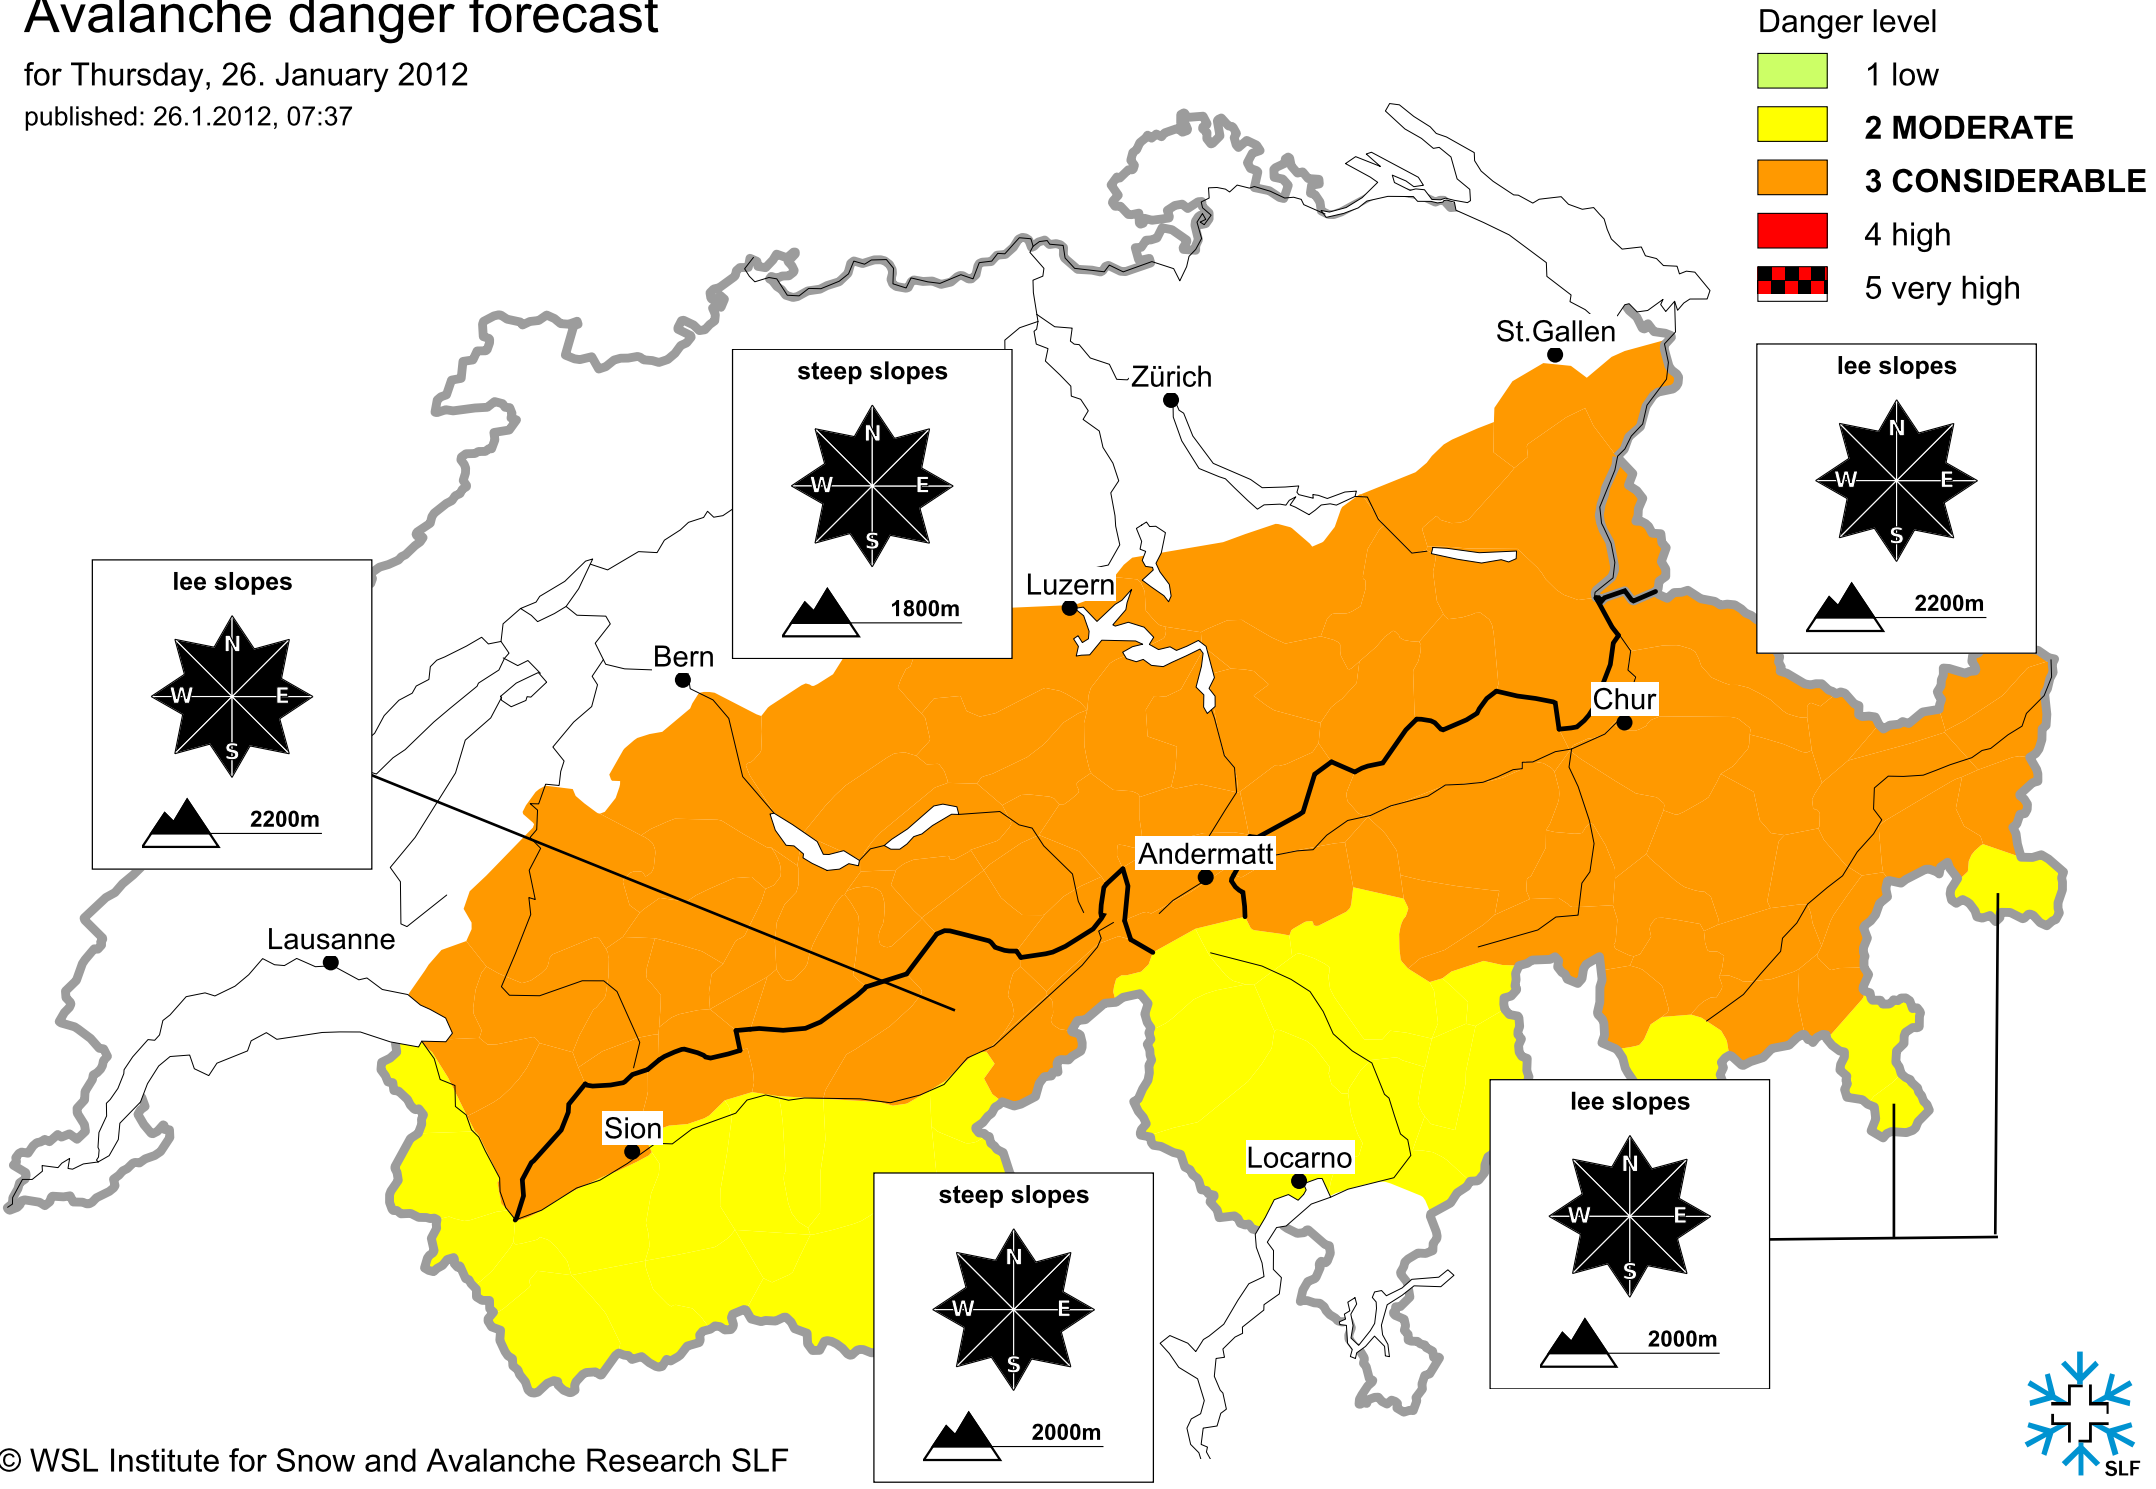 Avalanche danger forecast
for Thursday, 26. January 2012
published: 26.1.2012, 07:37
Danger level
1 low
2 MODERATE
3 CONSIDERABLE
4 high
5 very high
St.Gallen
Zürich
steep slopes
N
W E
S
1800m
lee slopes
N
W E
S
2200m
lee slopes
N
W E
S
2200m
Luzern
Bern
Chur
Andermatt
Lausanne
Sion
Locarno
lee slopes
N
W E
S
2000m
steep slopes
N
W E
S
2000m
© WSL Institute for Snow and Avalanche Research SLF
SLF